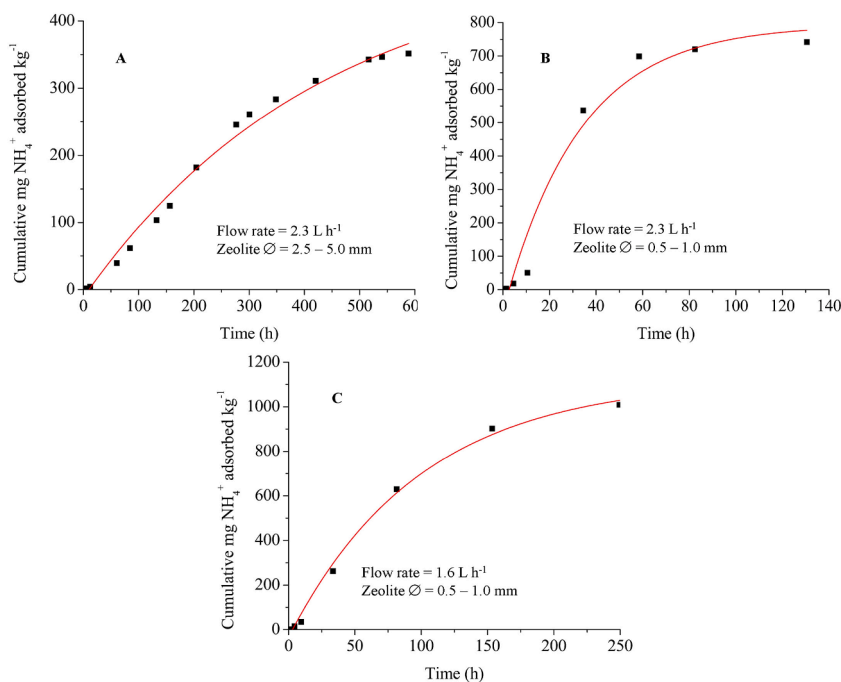 A
Cumulative mg NH₄⁺ adsorbed kg⁻¹
400
300
200
100
0
Flow rate = 2.3 L h⁻¹
Zeolite ∅ = 2.5 – 5.0 mm
0 100 200 300 400 500 60
Time (h)
B
Cumulative mg NH₄⁺ adsorbed kg⁻¹
800
700
600
500
400
300
200
100
0
Flow rate = 2.3 L h⁻¹
Zeolite ∅ = 0.5 – 1.0 mm
0 20 40 60 80 100 120 140
Time (h)
C
Cumulative mg NH₄⁺ adsorbed kg⁻¹
1200
1000
800
600
400
200
0
Flow rate = 1.6 L h⁻¹
Zeolite ∅ = 0.5 – 1.0 mm
0 50 100 150 200 250
Time (h)